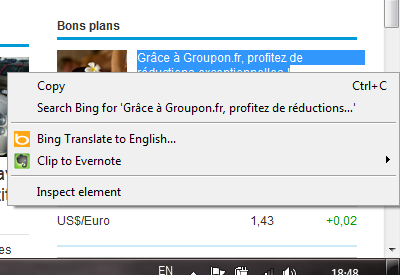 Bons plans
Grâce à Groupon.fr, profitez de
réductions exceptionnelles !
Copy Ctrl+C
Search Bing for 'Grâce à Groupon.fr, profitez de réductions...'
Bing Translate to English...
Clip to Evernote
Inspect element
US$/Euro 1,43 +0,02
es
EN 18:48